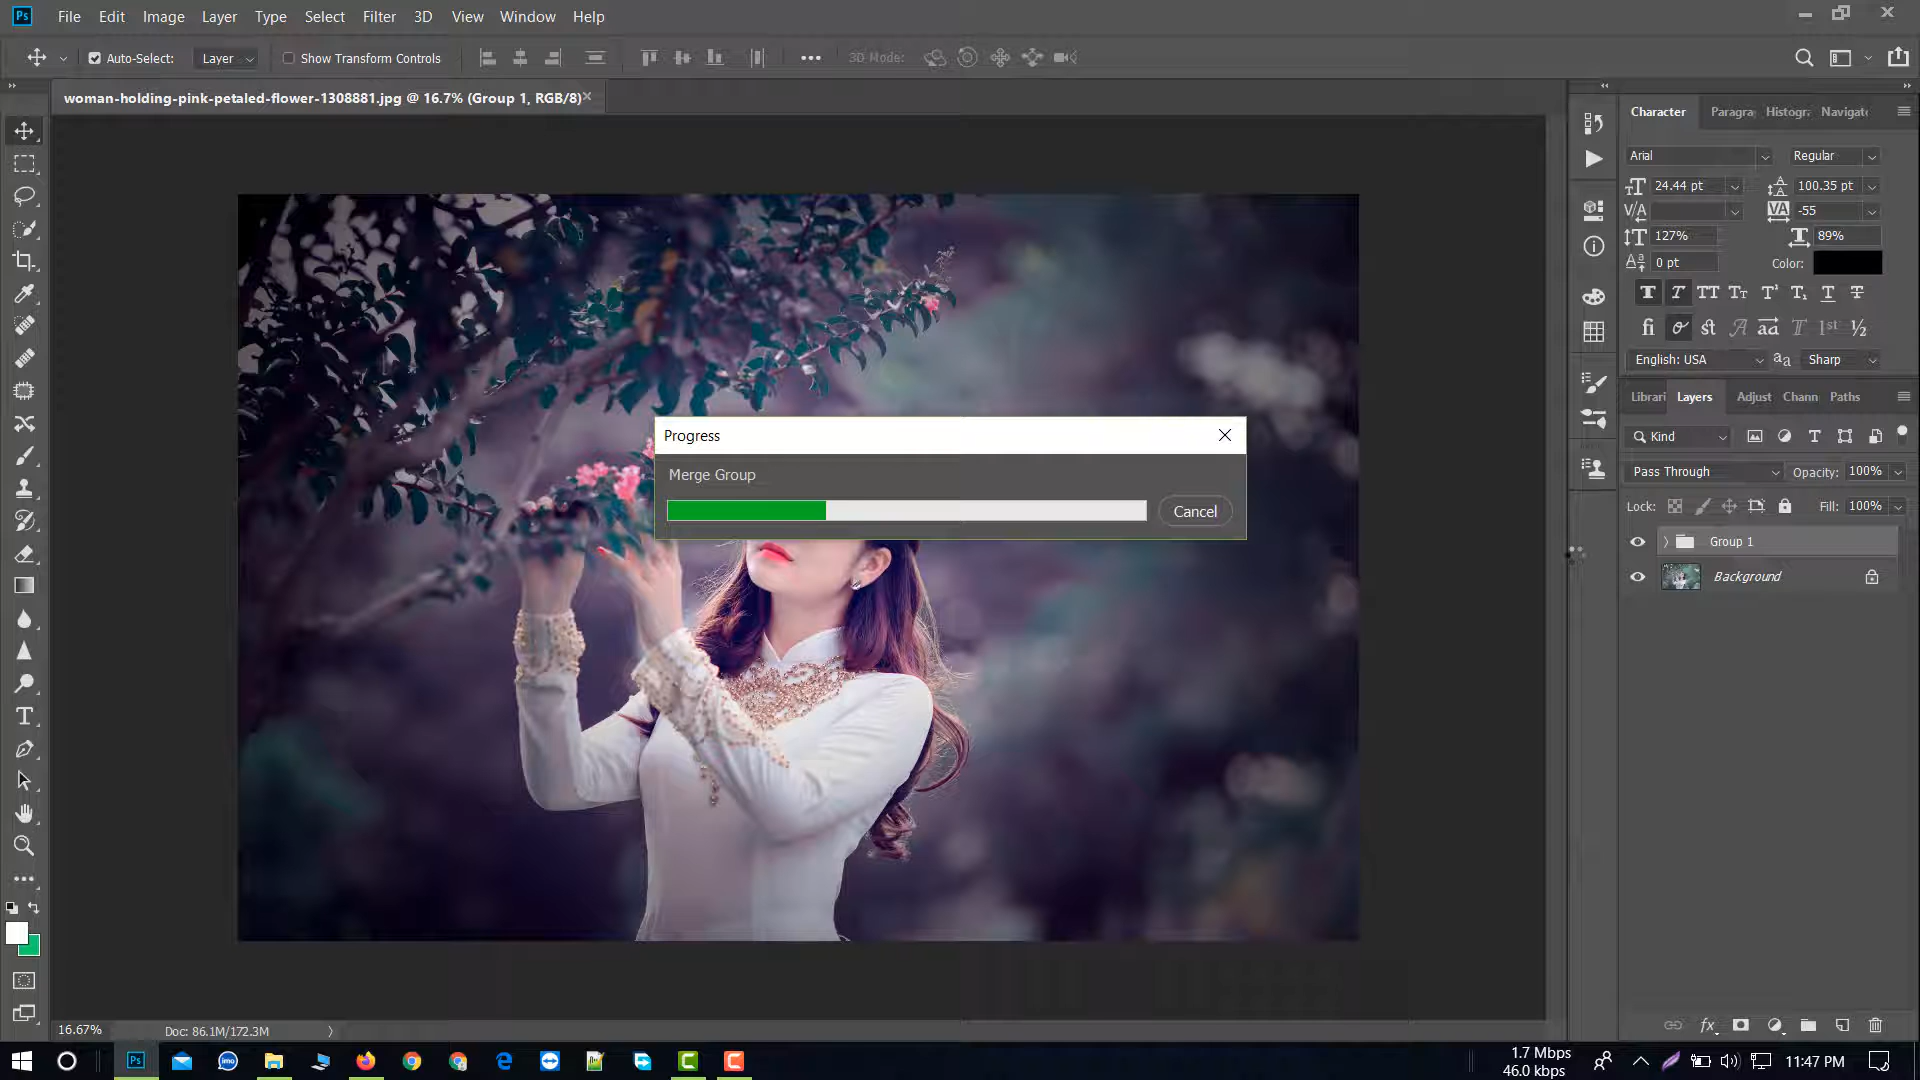 Ps File Edit Image Layer Type Select Filter 3D View Window Help
Auto-Select: Layer Show Transform Controls 3D Mode:
woman-holding-pink-petaled-flower-1308881.jpg @ 16.7% (Group 1, RGB/8)
Character Paragra Histogr Navigat
Arial Regular
24.44 pt 100.35 pt
-55
127% 89%
0 pt Color:
English: USA Sharp
Librari Layers Adjust Chann Paths
Kind
Pass Through Opacity: 100%
Lock: Fill: 100%
Group 1
Background
Progress
Merge Group
Cancel
16.67% Doc: 86.1M/172.3M
Ps imo 1.7 Mbps
46.0 kbps
11:47 PM